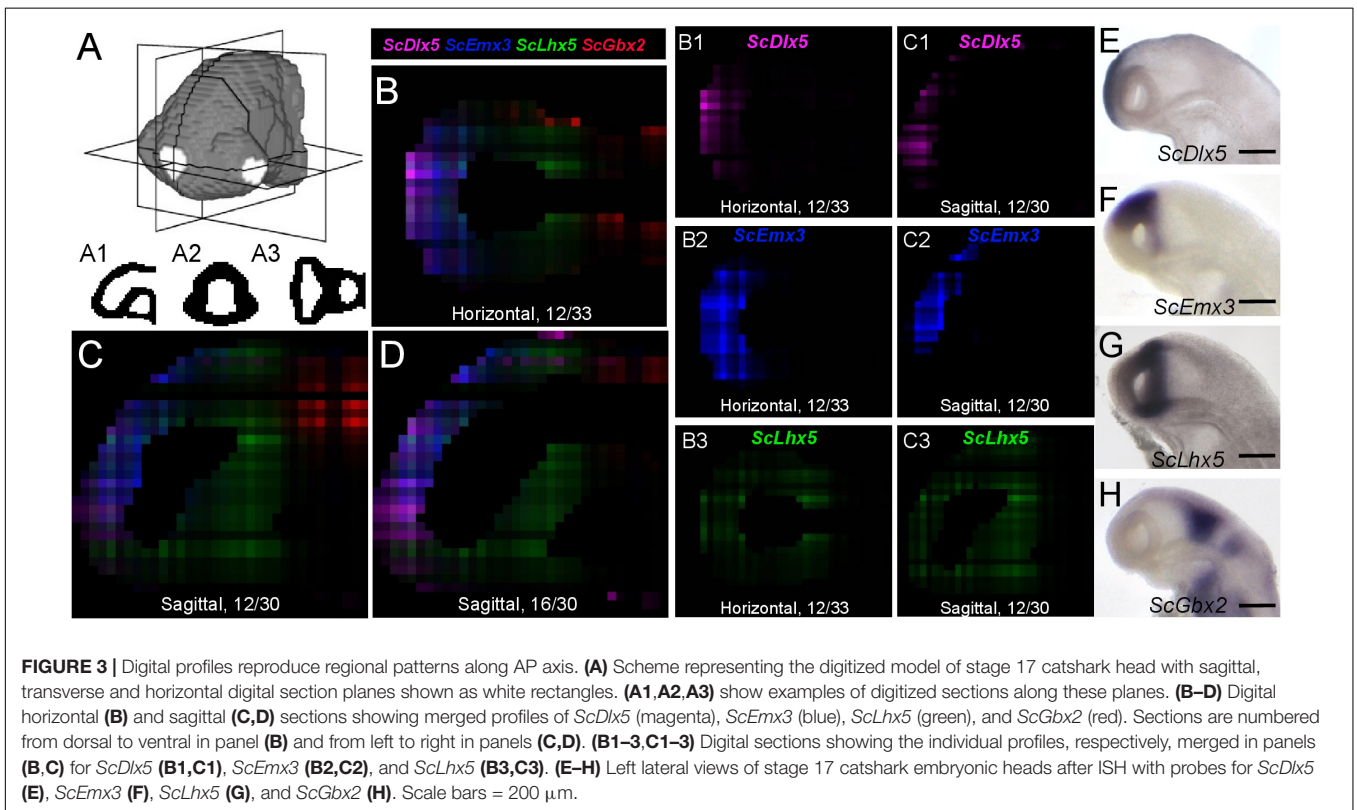 A
A1
A2
A3
ScDlx5 ScEmx3 ScLhx5 ScGbx2
B
Horizontal, 12/33
C
Sagittal, 12/30
D
Sagittal, 16/30
B1
ScDlx5
Horizontal, 12/33
C1
ScDlx5
Sagittal, 12/30
B2
ScEmx3
Horizontal, 12/33
C2
ScEmx3
Sagittal, 12/30
B3
ScLhx5
Horizontal, 12/33
C3
ScLhx5
Sagittal, 12/30
E
ScDlx5
F
ScEmx3
G
ScLhx5
H
ScGbx2
FIGURE 3 | Digital profiles reproduce regional patterns along AP axis. (A) Scheme representing the digitized model of stage 17 catshark head with sagittal,
transverse and horizontal digital section planes shown as white rectangles. (A1,A2,A3) show examples of digitized sections along these planes. (B–D) Digital
horizontal (B) and sagittal (C,D) sections showing merged profiles of ScDlx5 (magenta), ScEmx3 (blue), ScLhx5 (green), and ScGbx2 (red). Sections are numbered
from dorsal to ventral in panel (B) and from left to right in panels (C,D). (B1–3,C1–3) Digital sections showing the individual profiles, respectively, merged in panels
(B,C) for ScDlx5 (B1,C1), ScEmx3 (B2,C2), and ScLhx5 (B3,C3). (E–H) Left lateral views of stage 17 catshark embryonic heads after ISH with probes for ScDlx5
(E), ScEmx3 (F), ScLhx5 (G), and ScGbx2 (H). Scale bars = 200 μm.